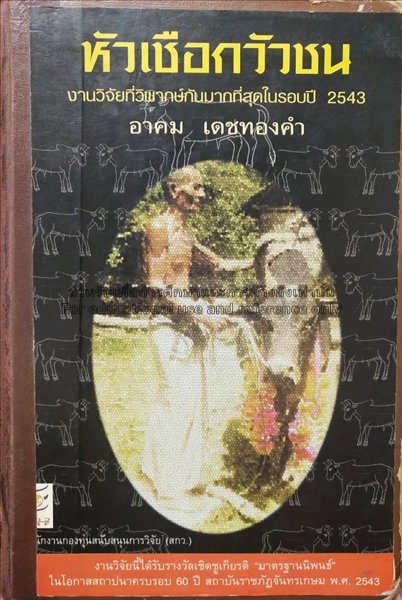 หัวเชือกวัวชน
งานวิจัยที่วิพากษ์กันมากที่สุดในรอบปี 2543
อาคม เดชทองคำ
For educational use and reference only
สำนักงานกองทุนสนับสนุนการวิจัย (สกว.)
งานวิจัยนี้ได้รับรางวัลเชิดชูเกียรติ "มาตรฐานนิพนธ์"
ในโอกาสสถาปนาครบรอบ 60 ปี สถาบันราชภัฏจันทรเกษม พ.ศ. 2543